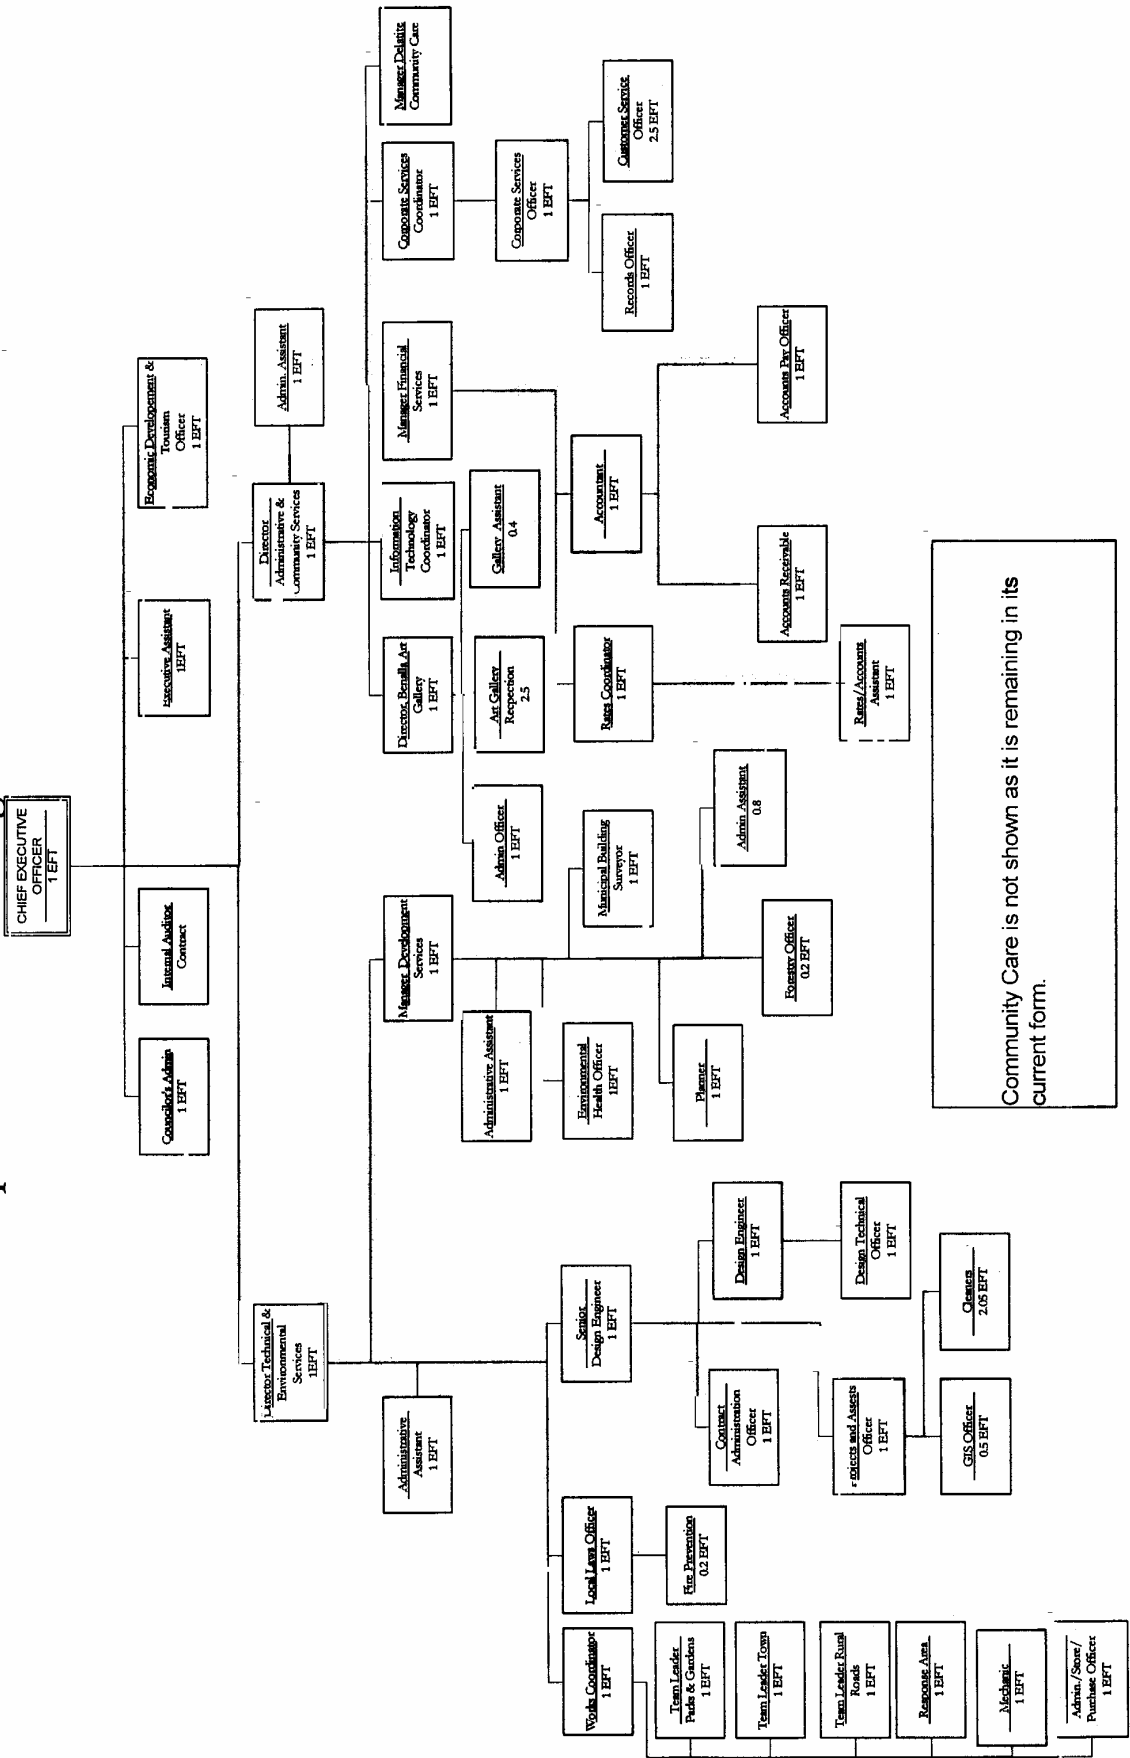 CHIEF EXECUTIVE
OFFICER
1 EFT
Councilor's Admin
1 EFT
Internal Auditor
Contract
Executive Assistant
1EFT
Economic Developement &
Tourism
Officer
1 EFT
Director Technical &
Environmental
Services
1EFT
Director
Administrative &
Community Services
1 EFT
Admin. Assistant
1 EFT
Administrative
Assistant
1 EFT
Manager Development
Services
1 EFT
Director, Benalla Art
Gallery
1 EFT
Information
Technology
Coordinator
1 EFT
Manager Financial
Services
1 EFT
Corporate Services
Coordinator
1 EFT
Manager Delatite
Community Care
Administrative Assistant
1 EFT
Admin Officer
1 EFT
Art Gallery
Recpection
2.5
Gallery Assistant
0.4
Corporate Services
Officer
1 EFT
Works Coordinator
1 EFT
Local Laws Officer
1 EFT
Senior
Design Engineer
1 EFT
Environmental
Health Officer
1EFT
Municipal Building
Surveyor
1 EFT
Rates Coordinator
1 EFT
Accountant
1 EFT
Records Officer
1 EFT
Customer Service
Officer
2.5 EFT
Team Leader
Parks & Gardens
1 EFT
Fire Prevention
0.2 EFT
Planner
1 EFT
Team Leader Town
1 EFT
Contract
Administration
Officer
1 EFT
Design Engineer
1 EFT
Admin Assistant
0.8
Forestry Officer
0.2 EFT
Accounts Receivable
1 EFT
Accounts Pay Officer
1 EFT
Team Leader Rural
Roads
1 EFT
Projects and Assests
Officer
1 EFT
Design Technical
Officer
1 EFT
Rates/Accounts
Assistant
1 EFT
Response Area
1 EFT
GIS Officer
0.5 EFT
Cleaners
2.05 EFT
Mechanic
1 EFT
Admin./Store/
Purchase Officer
1 EFT
Community Care is not shown as it is remaining in its
current form.